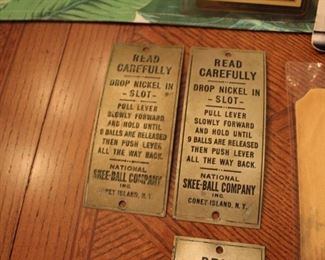 READ
CAREFULLY
DROP NICKEL IN
- SLOT -
PULL LEVER
SLOWLY FORWARD
AND HOLD UNTIL
9 BALLS ARE RELEASED
THEN PUSH LEVER
ALL THE WAY BACK.
NATIONAL
SKEE-BALL COMPANY
INC.
CONEY ISLAND, N.Y.
READ
CAREFULLY
DROP NICKEL IN
- SLOT -
PULL LEVER
SLOWLY FORWARD
AND HOLD UNTIL
9 BALLS ARE RELEASED
THEN PUSH LEVER
ALL THE WAY BACK.
NATIONAL
SKEE-BALL COMPANY
INC.
CONEY ISLAND, N.Y.